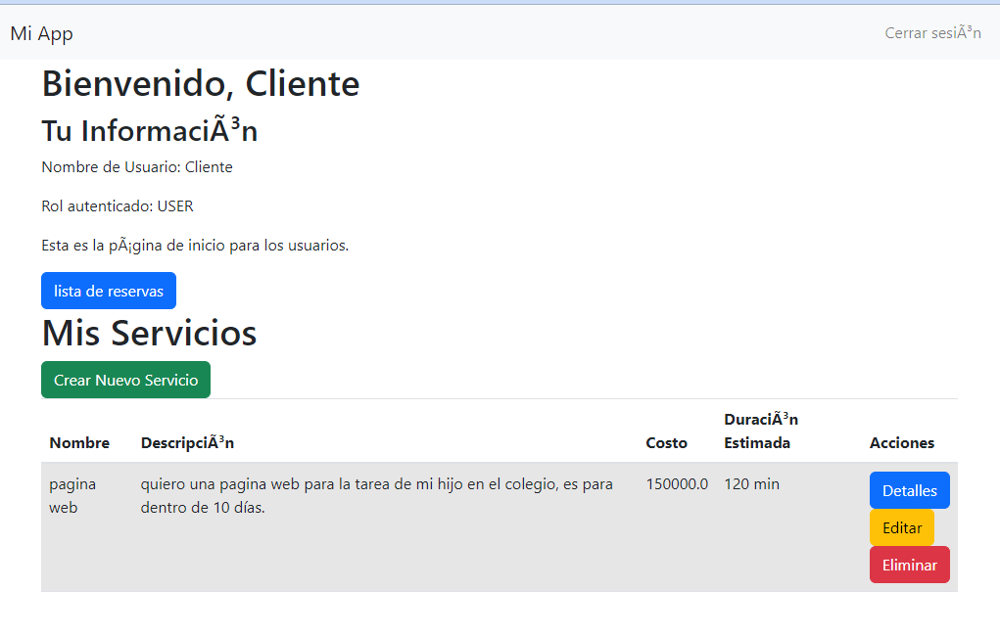 Mi App
Cerrar sesiÃ³n
Bienvenido, Cliente
Tu InformaciÃ³n
Nombre de Usuario: Cliente
Rol autenticado: USER
Esta es la pÃ¡gina de inicio para los usuarios.
lista de reservas
Mis Servicios
Crear Nuevo Servicio
Nombre DescripciÃ³n Costo DuraciÃ³n Estimada Acciones
pagina web
quiero una pagina web para la tarea de mi hijo en el colegio, es para
dentro de 10 días.
150000.0
120 min
Detalles
Editar
Eliminar